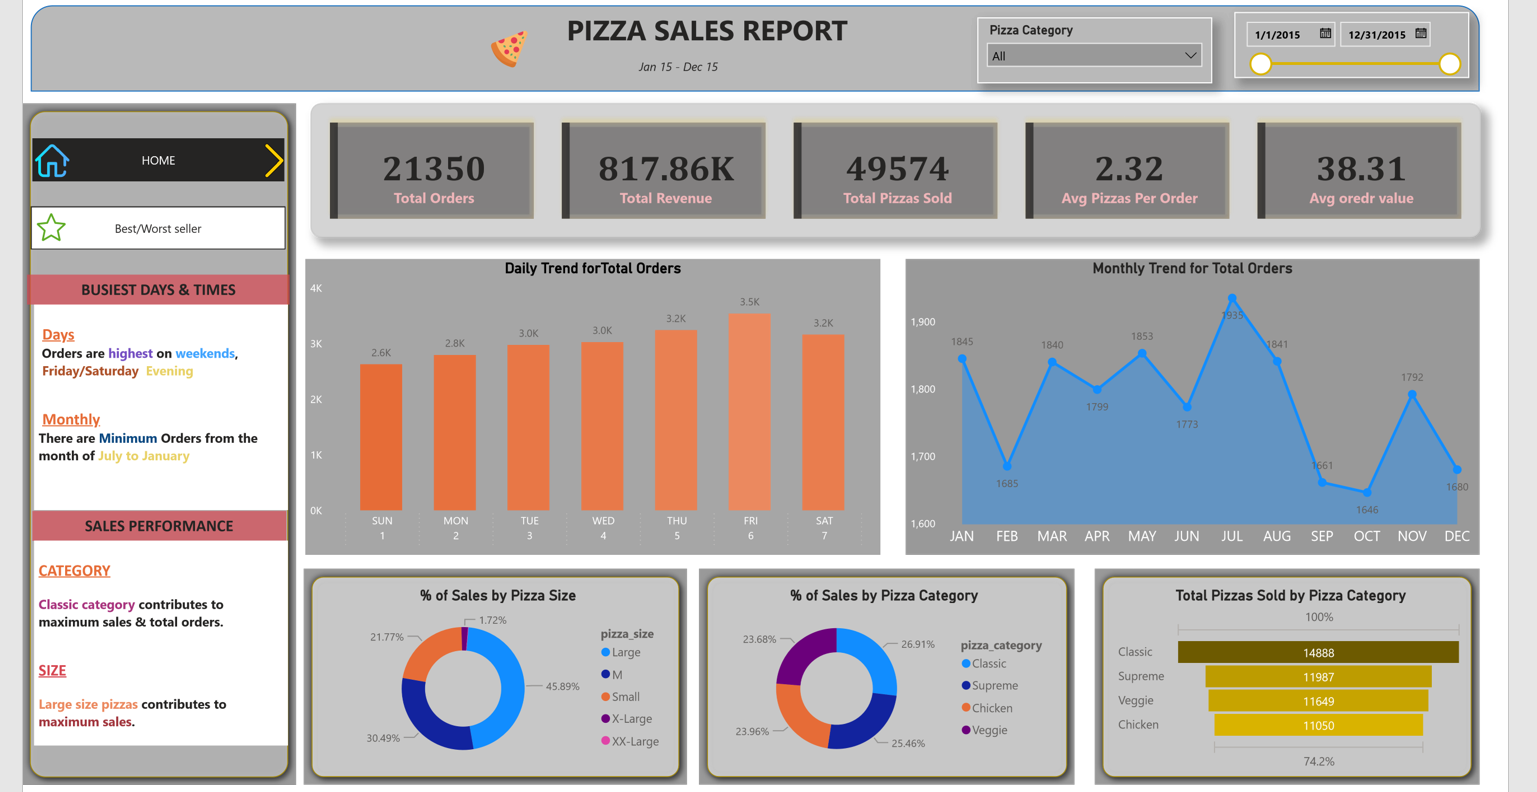 PIZZA SALES REPORT
Jan 15 - Dec 15
Pizza Category
All
1/1/2015
12/31/2015
HOME
Best/Worst seller
BUSIEST DAYS & TIMES
Days
Orders are highest on weekends,
Friday/Saturday Evening
Monthly
There are Minimum Orders from the
month of July to January
SALES PERFORMANCE
CATEGORY
Classic category contributes to
maximum sales & total orders.
SIZE
Large size pizzas contributes to
maximum sales.
21350
Total Orders
817.86K
Total Revenue
49574
Total Pizzas Sold
2.32
Avg Pizzas Per Order
38.31
Avg oredr value
Daily Trend forTotal Orders
4K
3K
2K
1K
0K
2.6K
2.8K
3.0K
3.0K
3.2K
3.5K
3.2K
SUN MON TUE WED THU FRI SAT
1 2 3 4 5 6 7
Monthly Trend for Total Orders
1,900
1,800
1,700
1,600
1845
1685
1840
1799
1853
1773
1935
1841
1661
1646
1792
1680
JAN FEB MAR APR MAY JUN JUL AUG SEP OCT NOV DEC
% of Sales by Pizza Size
1.72%
21.77%
45.89%
30.49%
pizza_size
Large
M
Small
X-Large
XX-Large
% of Sales by Pizza Category
23.68%
26.91%
23.96%
25.46%
pizza_category
Classic
Supreme
Chicken
Veggie
Total Pizzas Sold by Pizza Category
100%
Classic 14888
Supreme 11987
Veggie 11649
Chicken 11050
74.2%